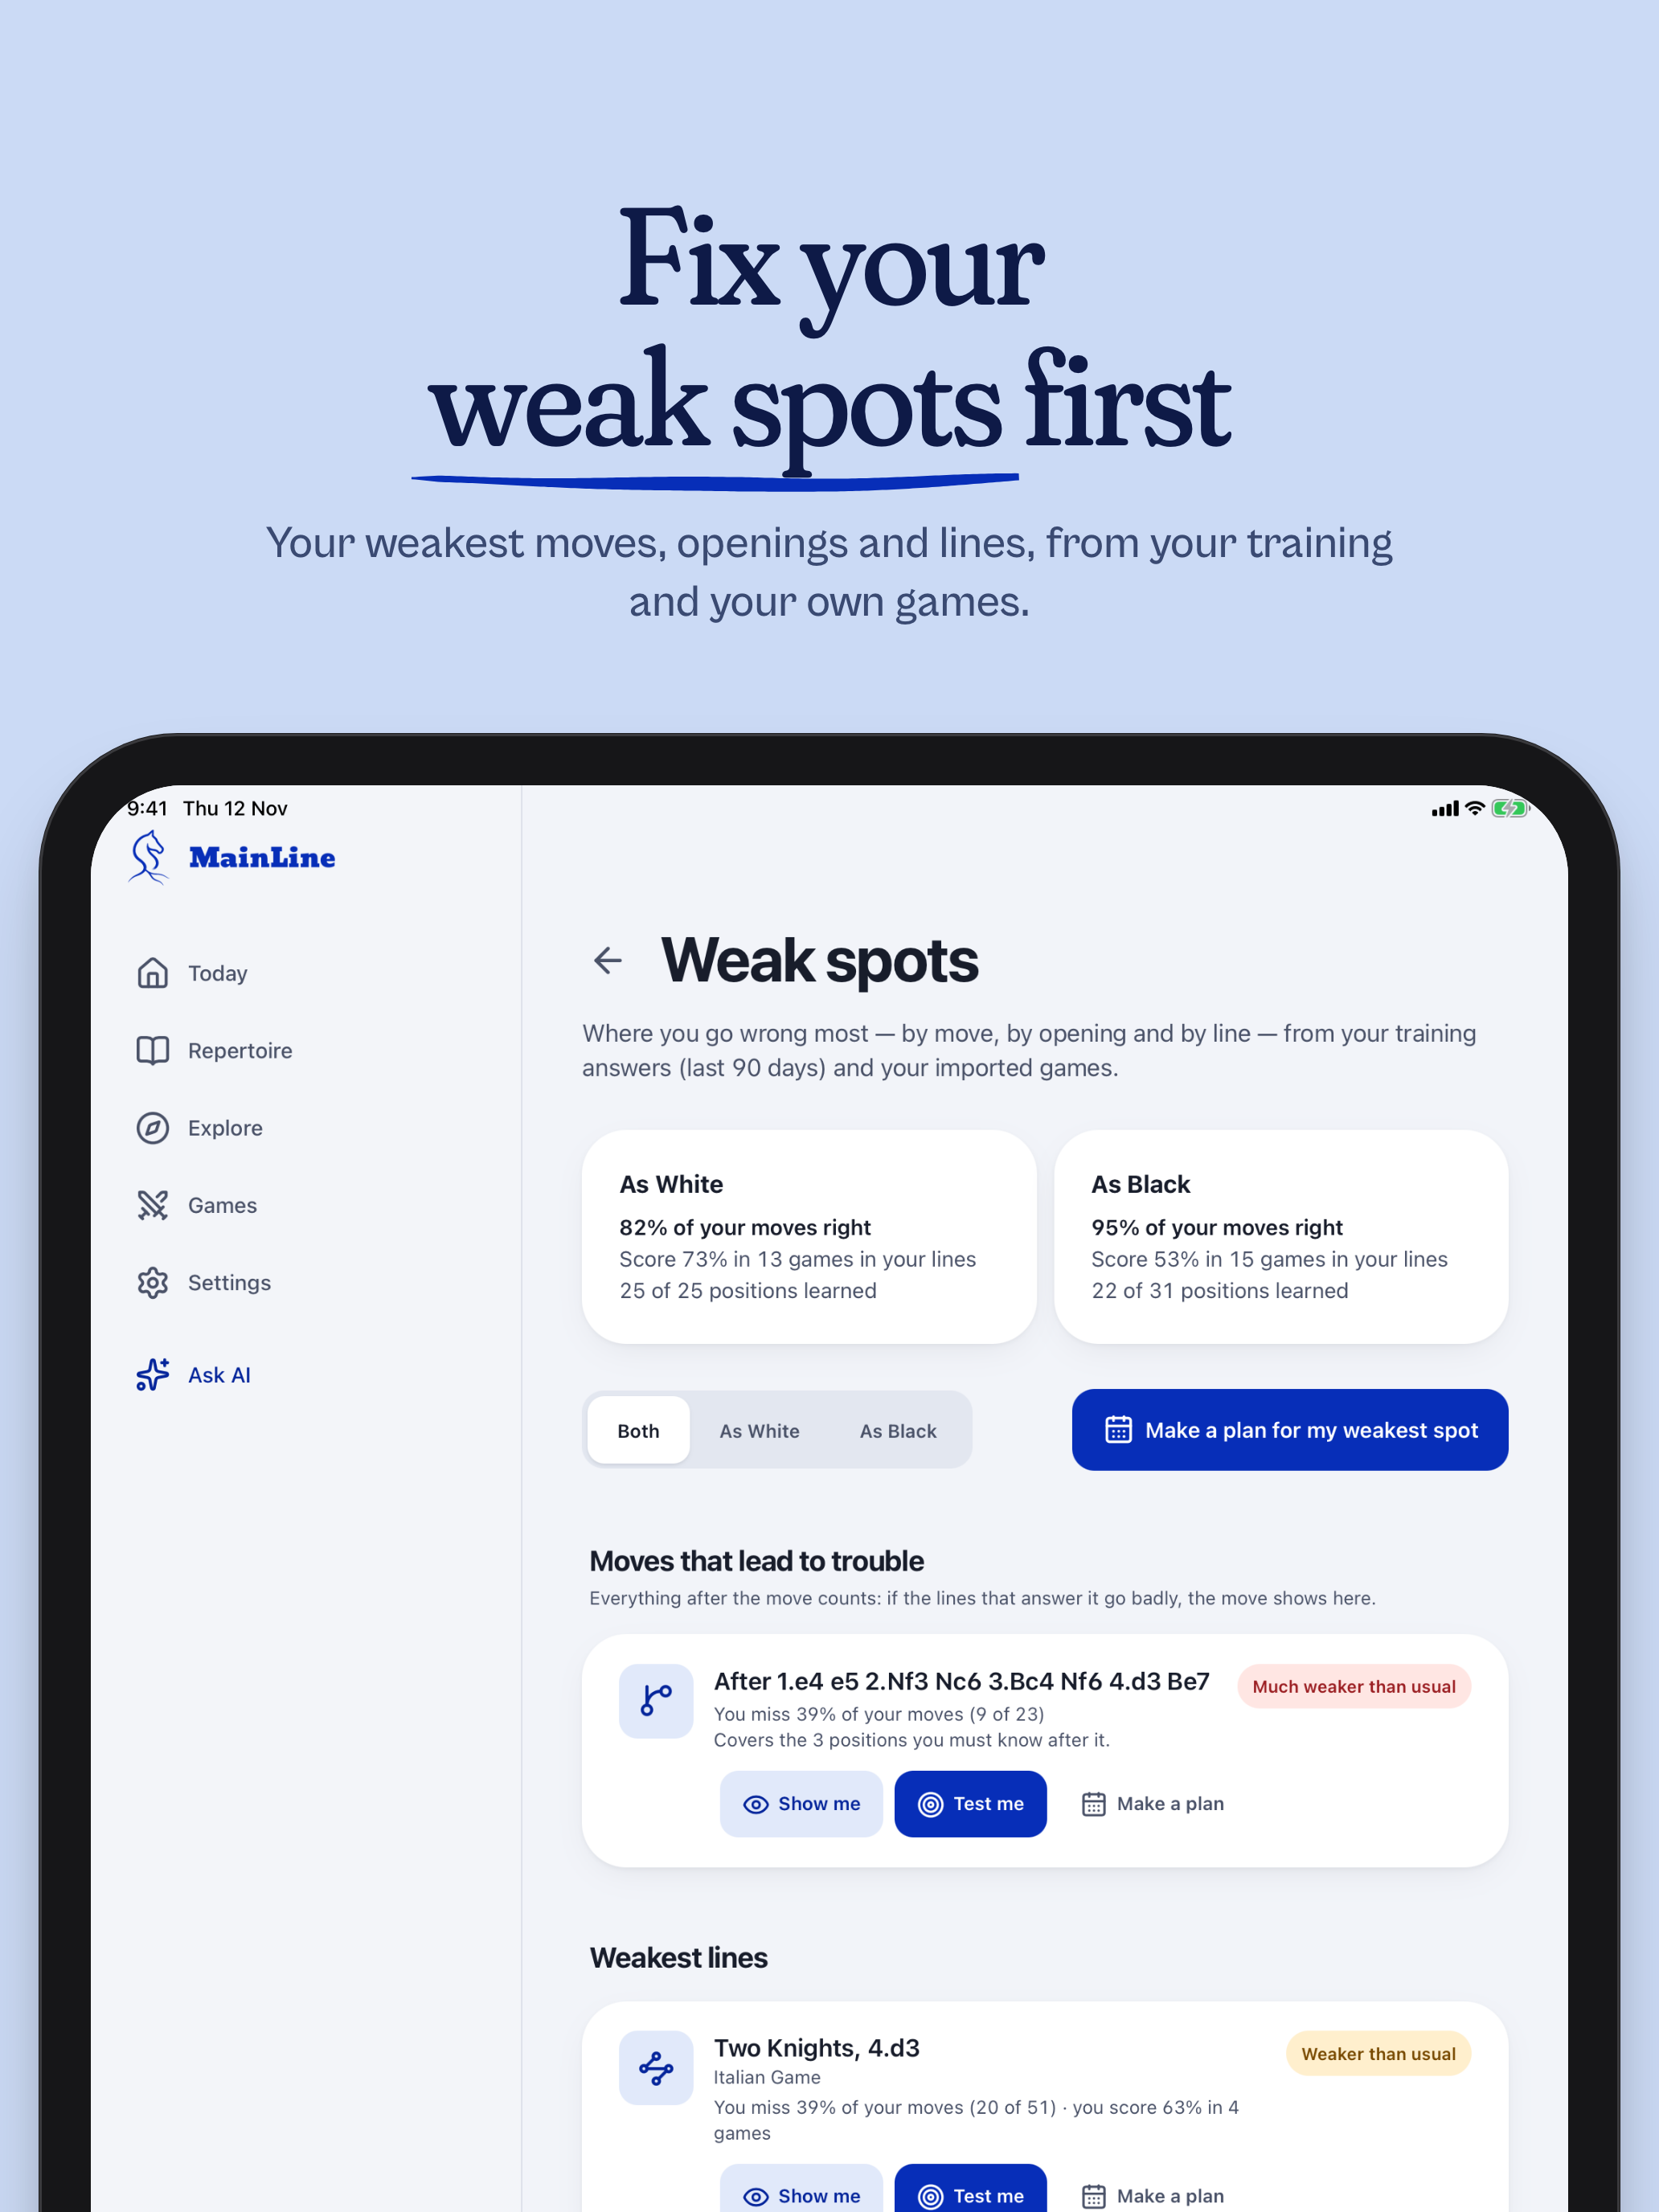 Fix your
weak spots first
Your weakest moves, openings and lines, from your training
and your own games.
9:41 Thu 12 Nov
MainLine
Today
Repertoire
Explore
Games
Settings
Ask AI
Weak spots
Where you go wrong most — by move, by opening and by line — from your training
answers (last 90 days) and your imported games.
As White
82% of your moves right
Score 73% in 13 games in your lines
25 of 25 positions learned
As Black
95% of your moves right
Score 53% in 15 games in your lines
22 of 31 positions learned
Both As White As Black
Make a plan for my weakest spot
Moves that lead to trouble
Everything after the move counts: if the lines that answer it go badly, the move shows here.
After 1.e4 e5 2.Nf3 Nc6 3.Bc4 Nf6 4.d3 Be7
Much weaker than usual
You miss 39% of your moves (9 of 23)
Covers the 3 positions you must know after it.
Show me Test me Make a plan
Weakest lines
Two Knights, 4.d3
Weaker than usual
Italian Game
You miss 39% of your moves (20 of 51) · you score 63% in 4
games
Show me Test me Make a plan